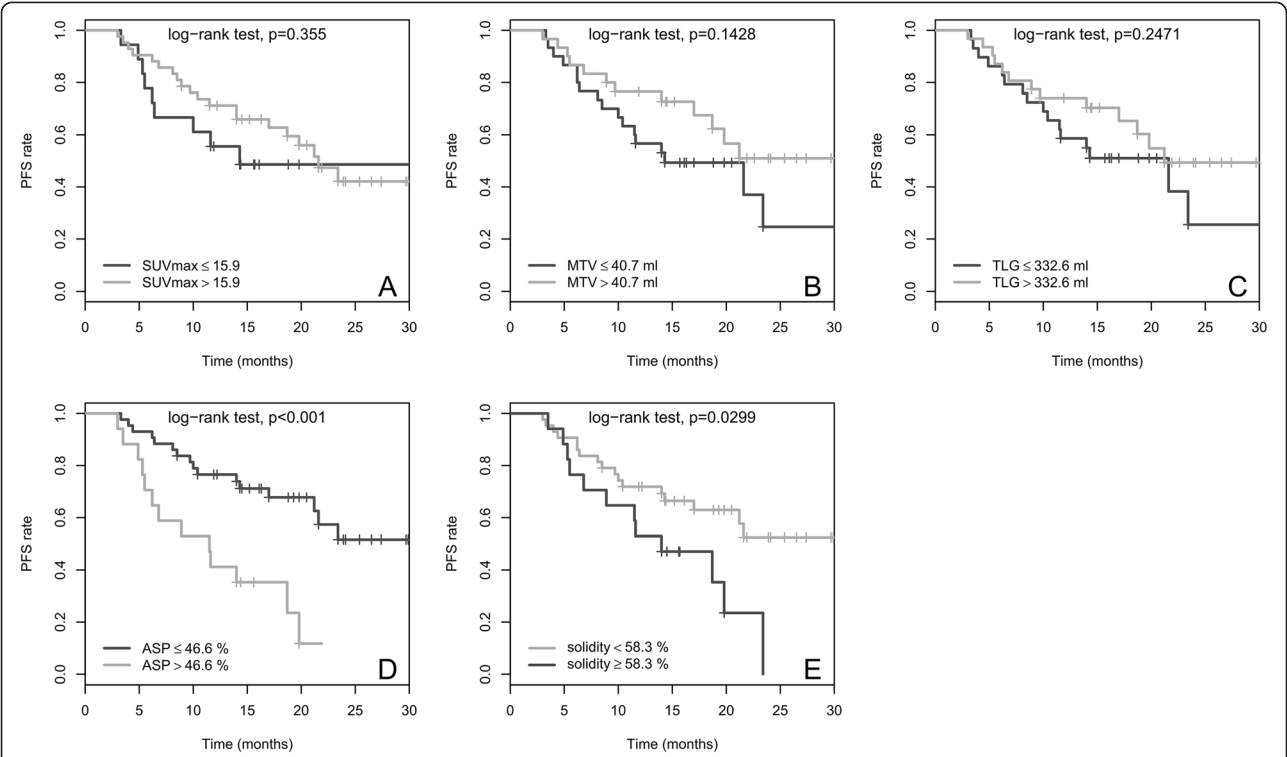 log−rank test, p=0.355
PFS rate
1.0
0.8
0.6
0.4
0.2
0.0
SUVmax ≤ 15.9
SUVmax > 15.9
A
0 5 10 15 20 25 30
Time (months)
log−rank test, p=0.1428
PFS rate
1.0
0.8
0.6
0.4
0.2
0.0
MTV ≤ 40.7 ml
MTV > 40.7 ml
B
0 5 10 15 20 25 30
Time (months)
log−rank test, p=0.2471
PFS rate
1.0
0.8
0.6
0.4
0.2
0.0
TLG ≤ 332.6 ml
TLG > 332.6 ml
C
0 5 10 15 20 25 30
Time (months)
log−rank test, p<0.001
PFS rate
1.0
0.8
0.6
0.4
0.2
0.0
ASP ≤ 46.6 %
ASP > 46.6 %
D
0 5 10 15 20 25 30
Time (months)
log−rank test, p=0.0299
PFS rate
1.0
0.8
0.6
0.4
0.2
0.0
solidity < 58.3 %
solidity ≥ 58.3 %
E
0 5 10 15 20 25 30
Time (months)